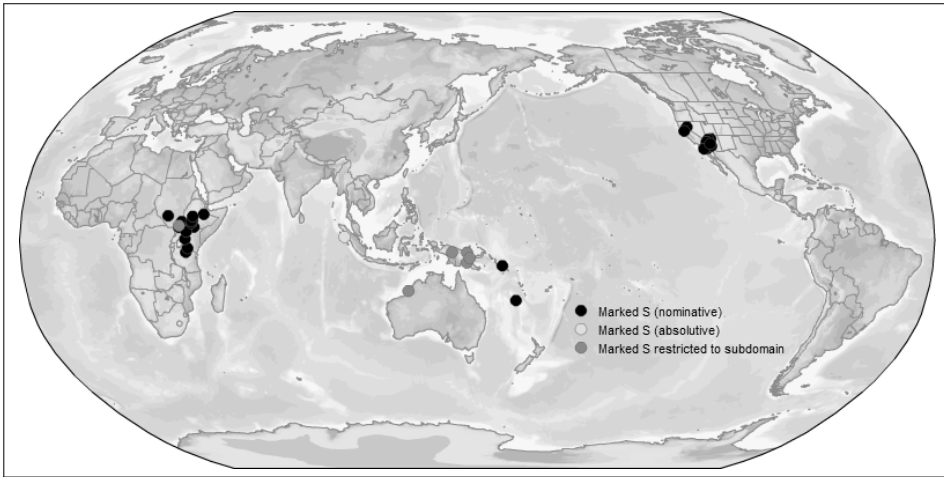 Marked S (nominative)
Marked S (absolutive)
Marked S restricted to subdomain